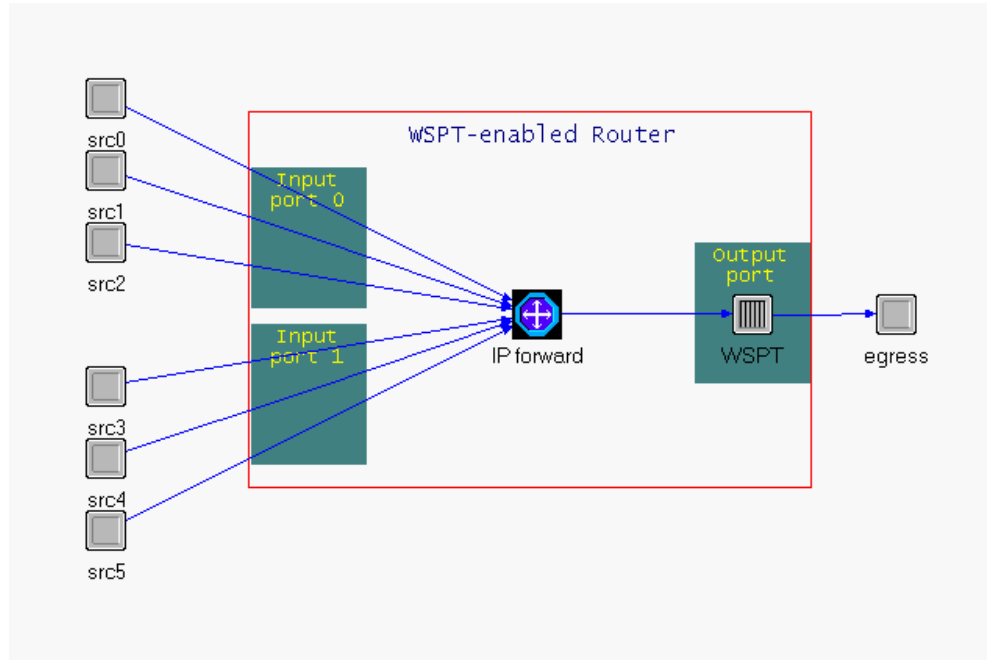 WSPT-enabled Router
src0
src1
src2
Input
port 0
Input
port 1
src3
src4
src5
IP forward
Output
port
WSPT
egress